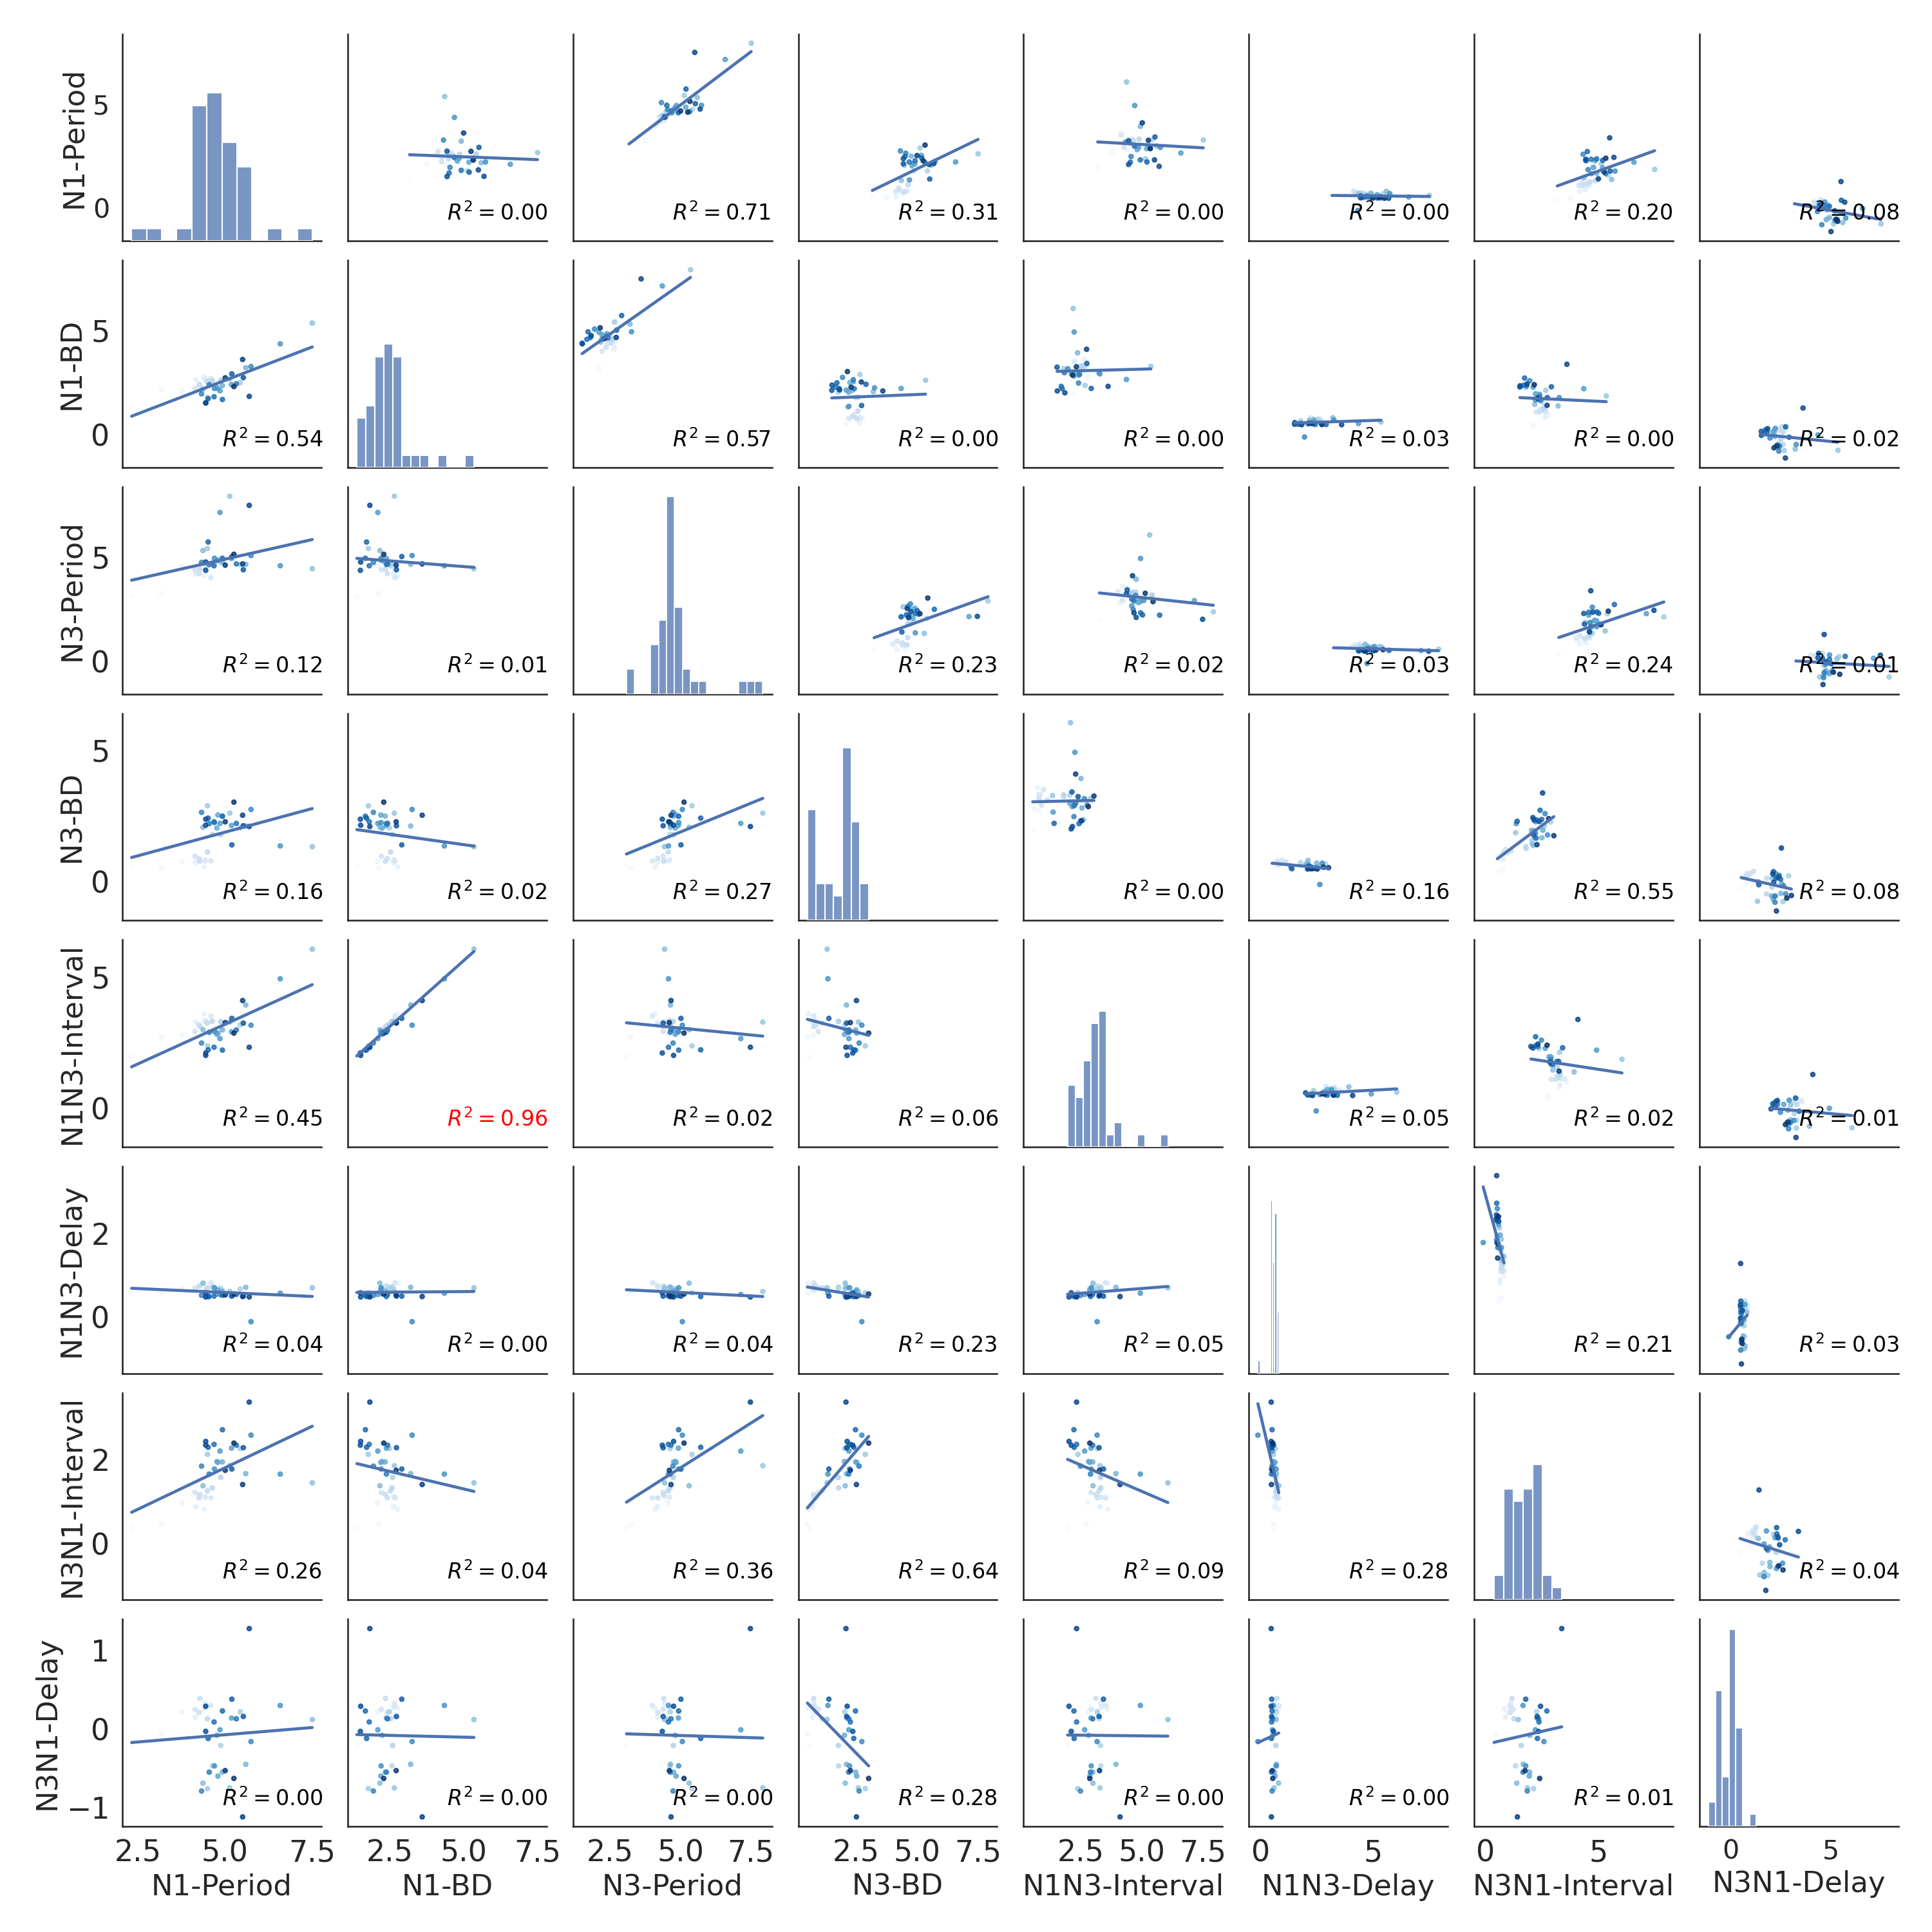 N1-Period
5
0
R² = 0.00
R² = 0.71
R² = 0.31
R² = 0.00
R² = 0.00
R² = 0.20
R² = 0.08
N1-BD
5
0
R² = 0.54
R² = 0.57
R² = 0.00
R² = 0.00
R² = 0.03
R² = 0.00
R² = 0.02
N3-Period
5
0
R² = 0.12
R² = 0.01
R² = 0.23
R² = 0.02
R² = 0.03
R² = 0.24
R² = 0.01
N3-BD
5
0
R² = 0.16
R² = 0.02
R² = 0.27
R² = 0.00
R² = 0.16
R² = 0.55
R² = 0.08
N1N3-Interval
5
0
R² = 0.45
R² = 0.96
R² = 0.02
R² = 0.06
R² = 0.05
R² = 0.02
R² = 0.01
N1N3-Delay
2
0
R² = 0.04
R² = 0.00
R² = 0.04
R² = 0.23
R² = 0.05
R² = 0.21
R² = 0.03
N3N1-Interval
2
0
R² = 0.26
R² = 0.04
R² = 0.36
R² = 0.64
R² = 0.09
R² = 0.28
R² = 0.04
N3N1-Delay
1
0
−1
R² = 0.00
R² = 0.00
R² = 0.00
R² = 0.28
R² = 0.00
R² = 0.00
R² = 0.01
2.5 5.0 7.5
2.5 5.0 7.5
2.5 5.0 7.5
2.5 5.0 7.5
2.5 5.0 7.5
0 5
0 5
0 5
N1-Period
N1-BD
N3-Period
N3-BD
N1N3-Interval
N1N3-Delay
N3N1-Interval
N3N1-Delay